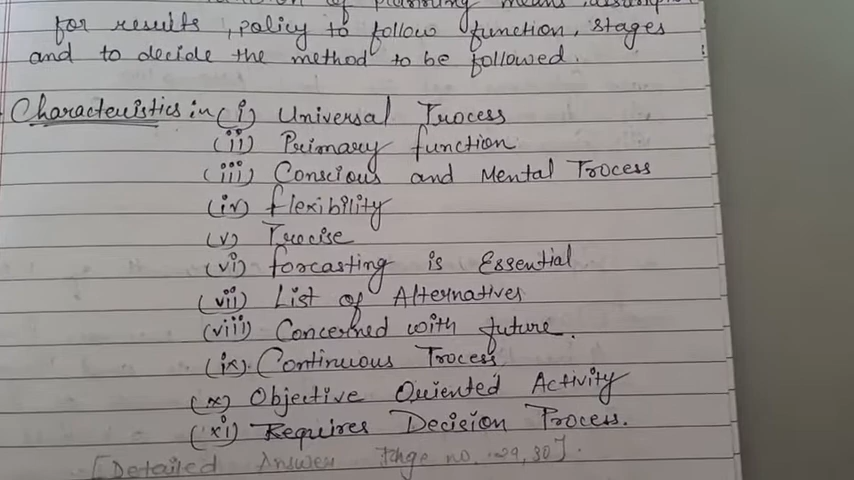 of planning means
for results, policy to follow function, stages
and to decide the method to be followed.
Characteristics in (i) Universal Process
(ii) Primary function
(iii) Conscious and Mental Process
(iv) flexibility
(v) Precise
(vi) forcasting is Essential
(vii) List of Alternatives
(viii) Concerned with future.
(ix). Continuous Process
(x) Objective Oriented Activity
(xi) Requires Decision Process.
[Detailed Answer Page no. 29, 30].